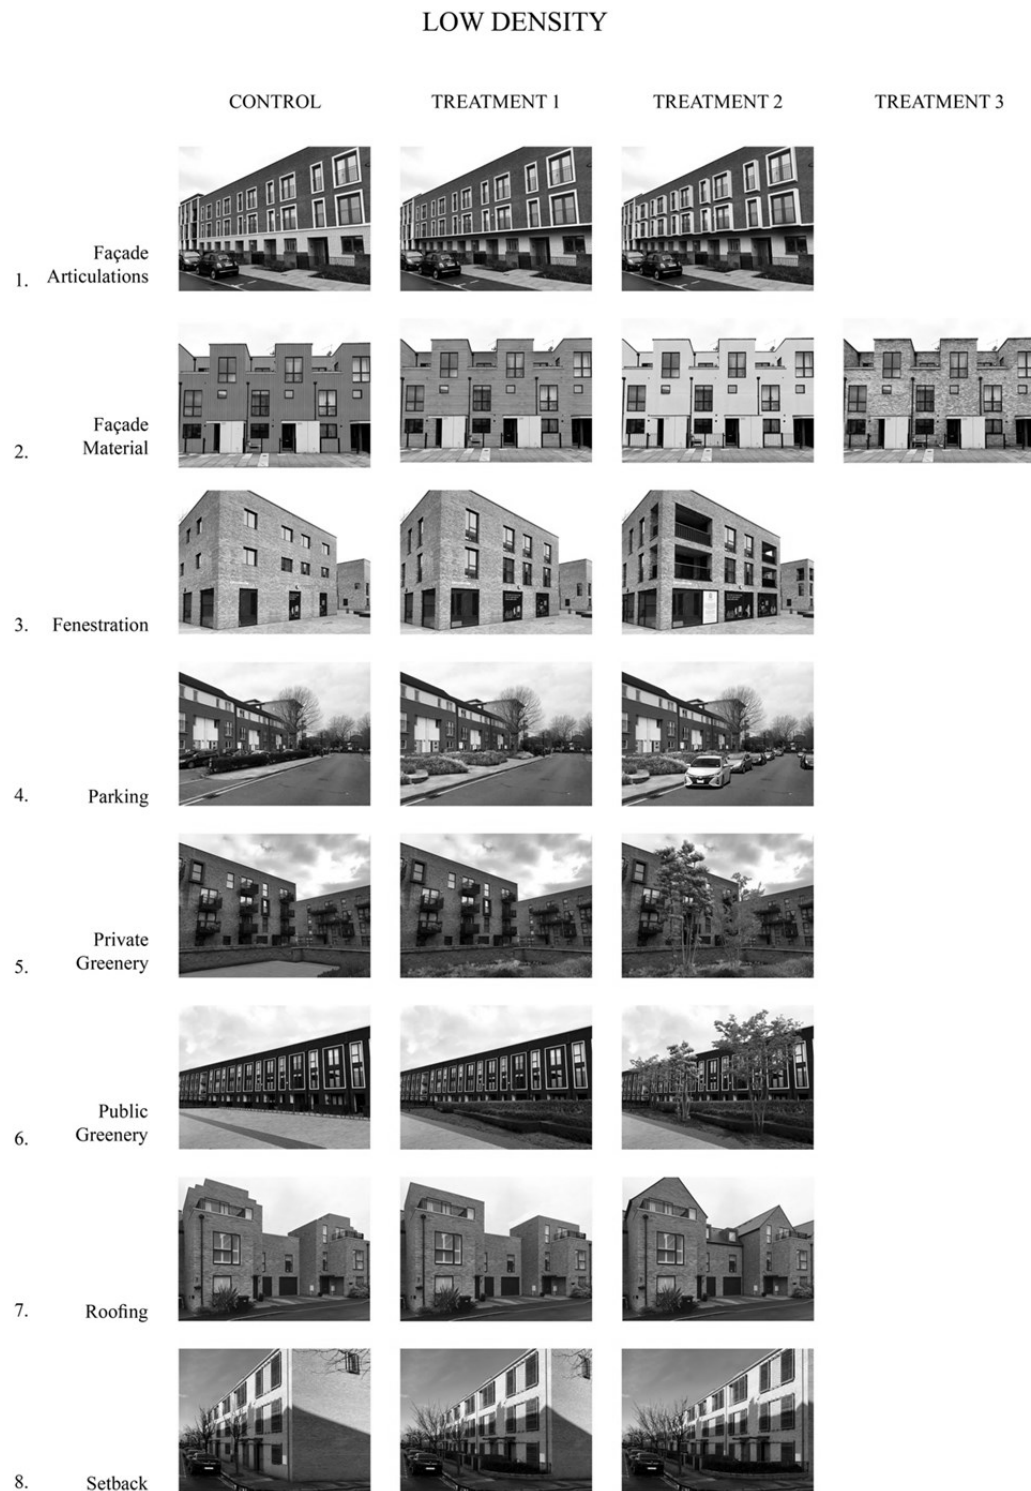 LOW DENSITY
CONTROL TREATMENT 1 TREATMENT 2 TREATMENT 3
1. Façade
Articulations
2. Façade
Material
3. Fenestration
4. Parking
5. Private
Greenery
6. Public
Greenery
7. Roofing
8. Setback